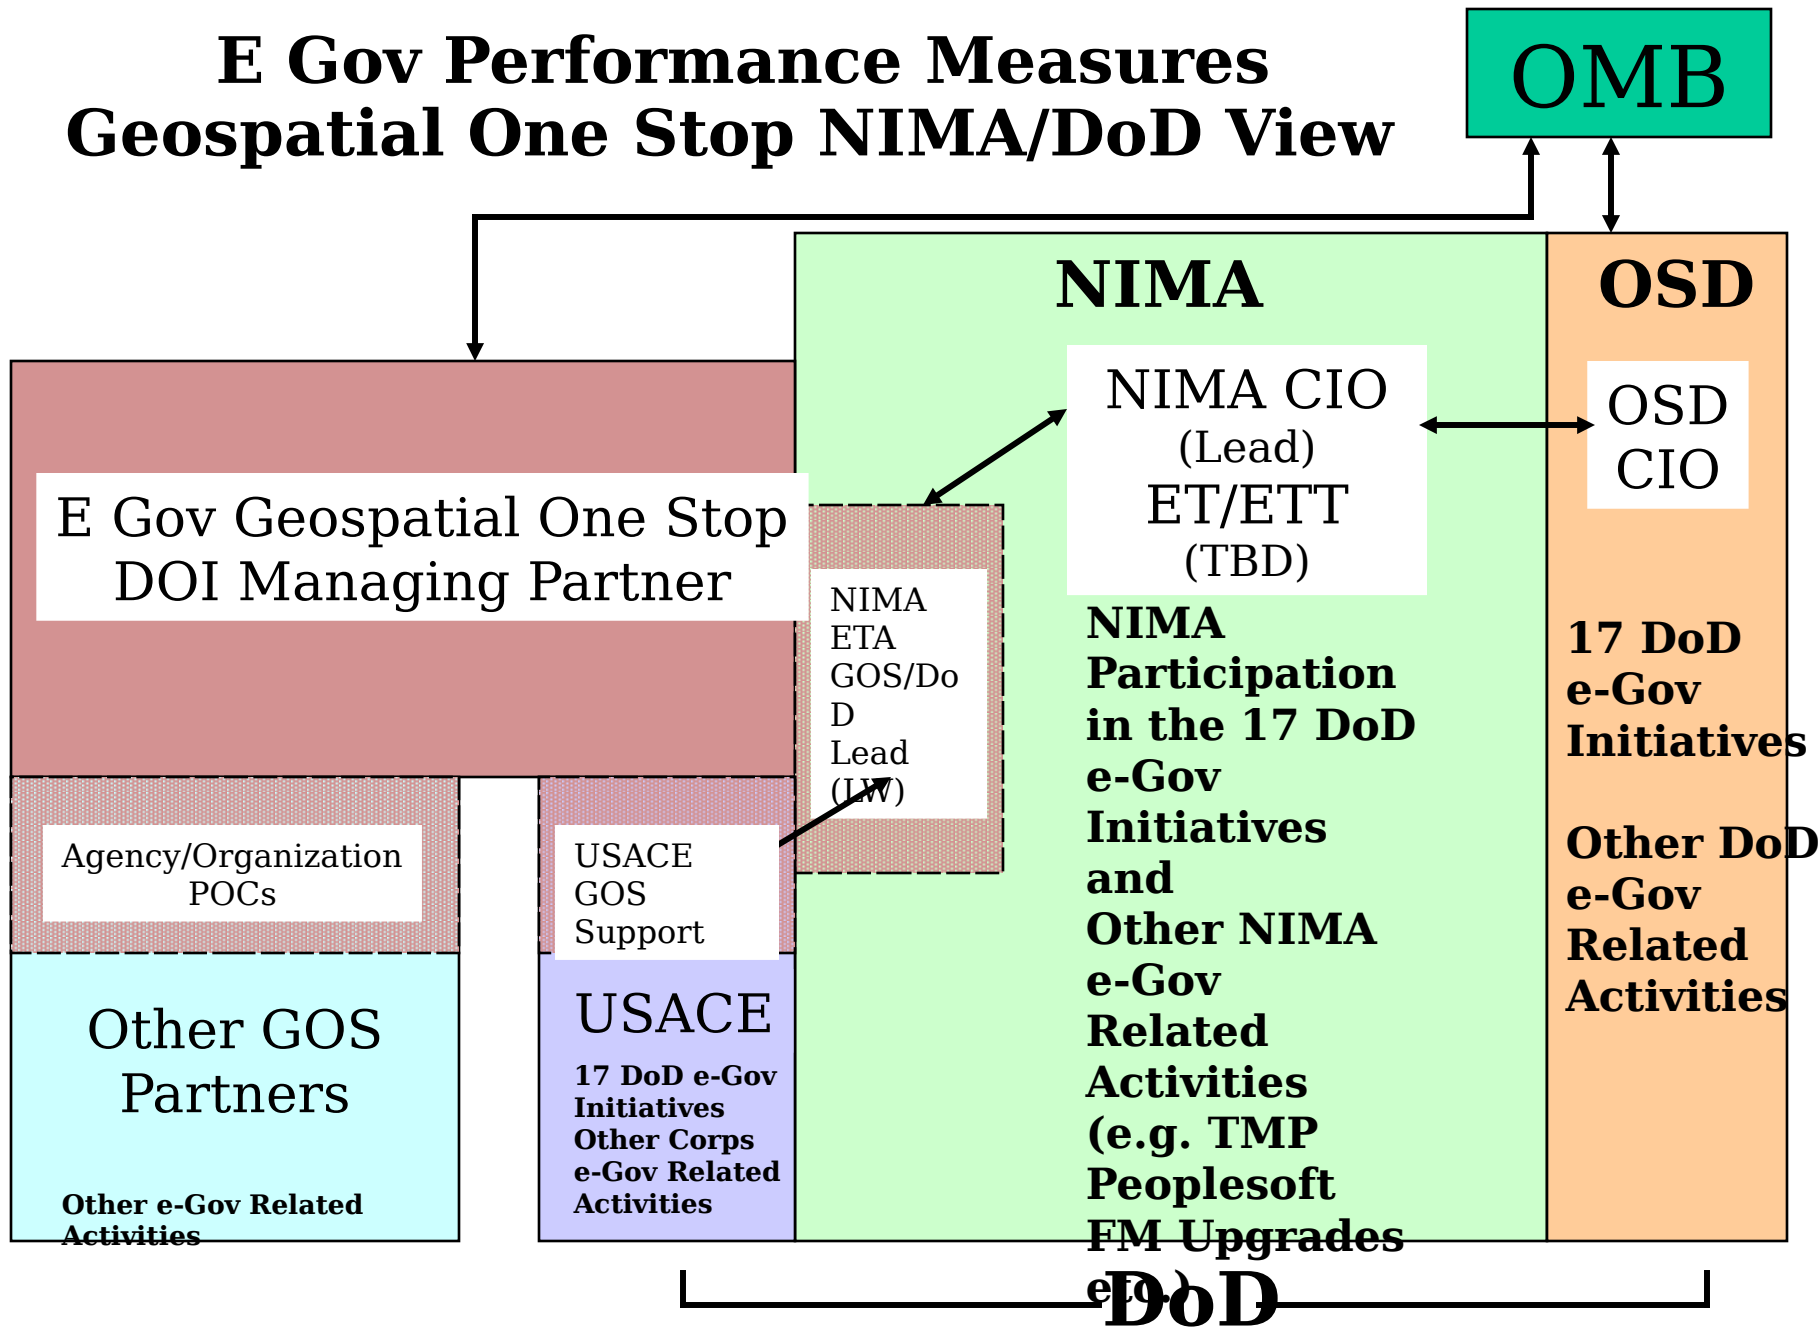 E Gov Performance Measures
Geospatial One Stop NIMA/DoD View
OMB
NIMA
OSD
NIMA CIO
(Lead)
ET/ETT
(TBD)
OSD
CIO
E Gov Geospatial One Stop
DOI Managing Partner
NIMA
ETA
GOS/Do
D
Lead
(LW)
NIMA
Participation
in the 17 DoD
e-Gov
Initiatives
and
Other NIMA
e-Gov
Related
Activities
(e.g. TMP
Peoplesoft
FM Upgrades
etc.)
17 DoD
e-Gov
Initiatives
Other DoD
e-Gov
Related
Activities
Agency/Organization
POCs
USACE
GOS
Support
Other GOS
Partners
Other e-Gov Related
Activities
USACE
17 DoD e-Gov
Initiatives
Other Corps
e-Gov Related
Activities
DoD